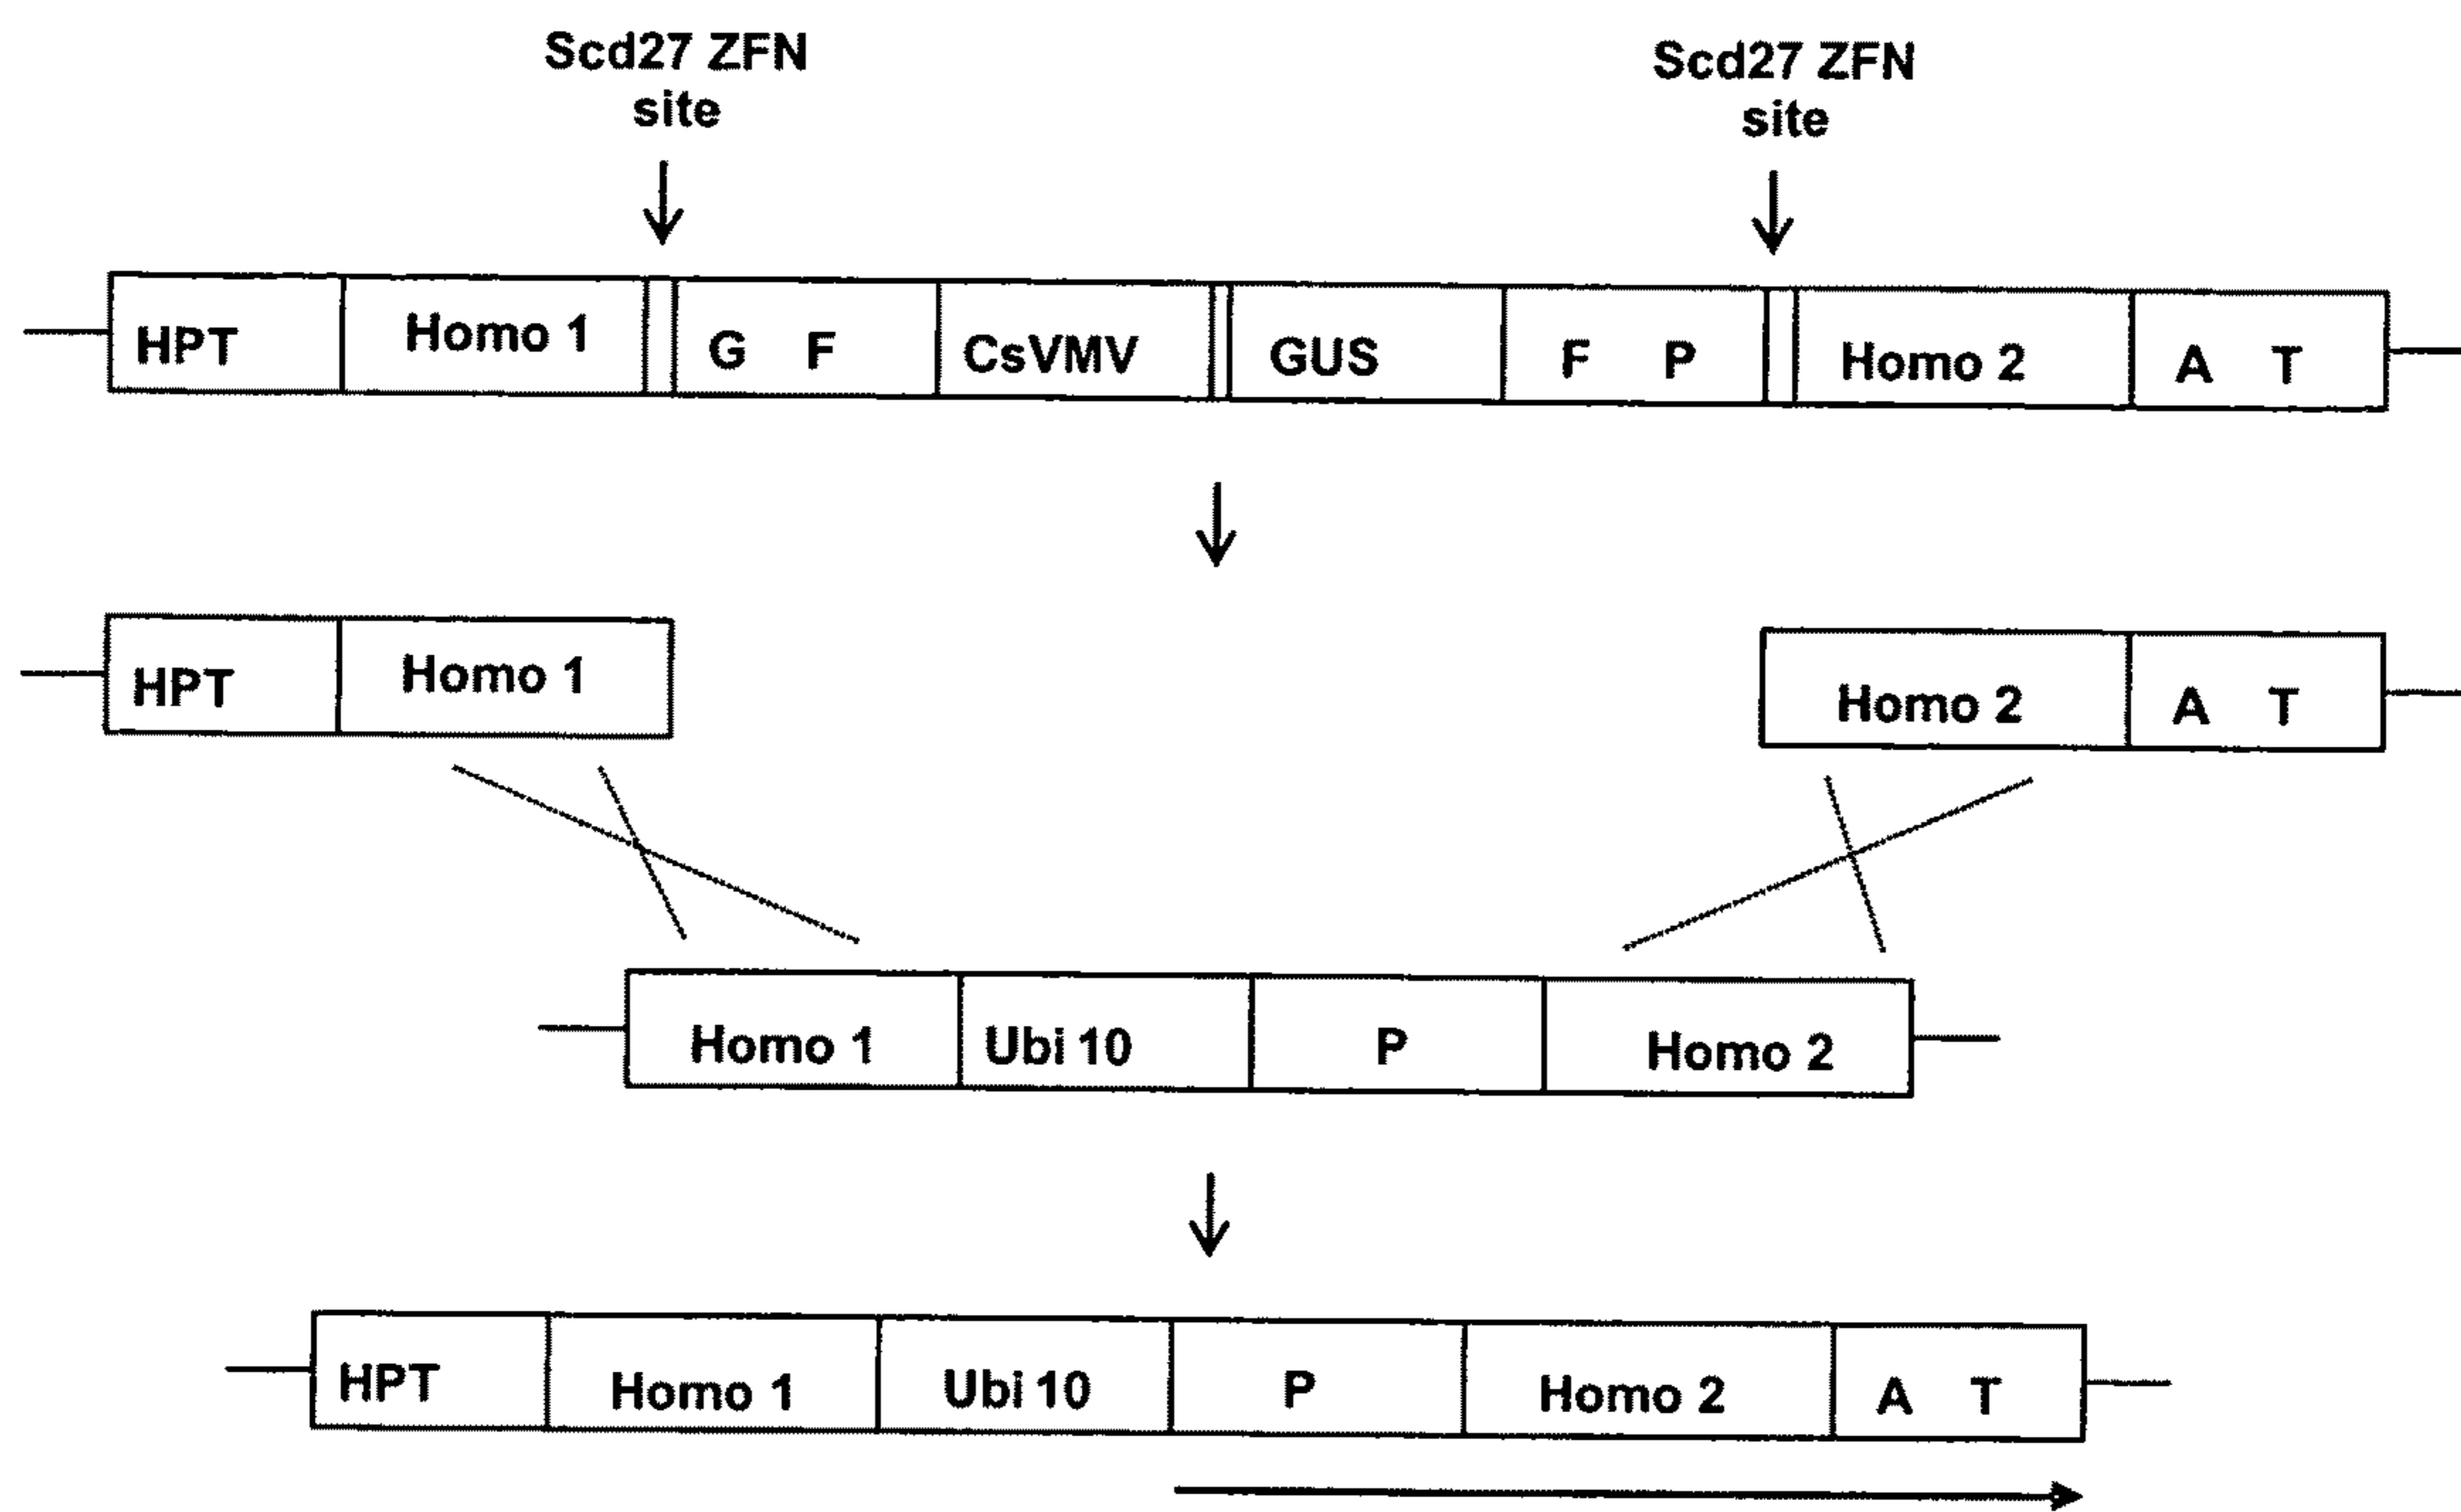 Scd27 ZFN
site
Scd27 ZFN
site
HPT Homo 1 G F CsVMV GUS F P Homo 2 A T
HPT Homo 1 Homo 2 A T
Homo 1 Ubi 10 P Homo 2
HPT Homo 1 Ubi 10 P Homo 2 A T